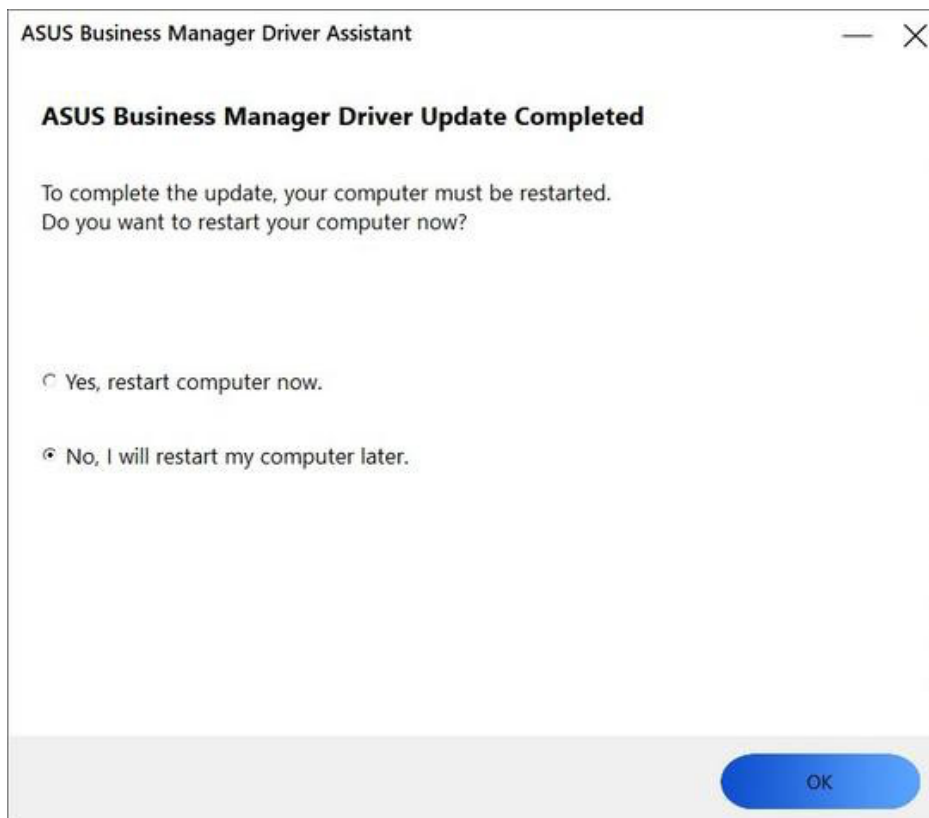 ASUS Business Manager Driver Assistant
ASUS Business Manager Driver Update Completed
To complete the update, your computer must be restarted.
Do you want to restart your computer now?
Yes, restart computer now.
No, I will restart my computer later.
OK